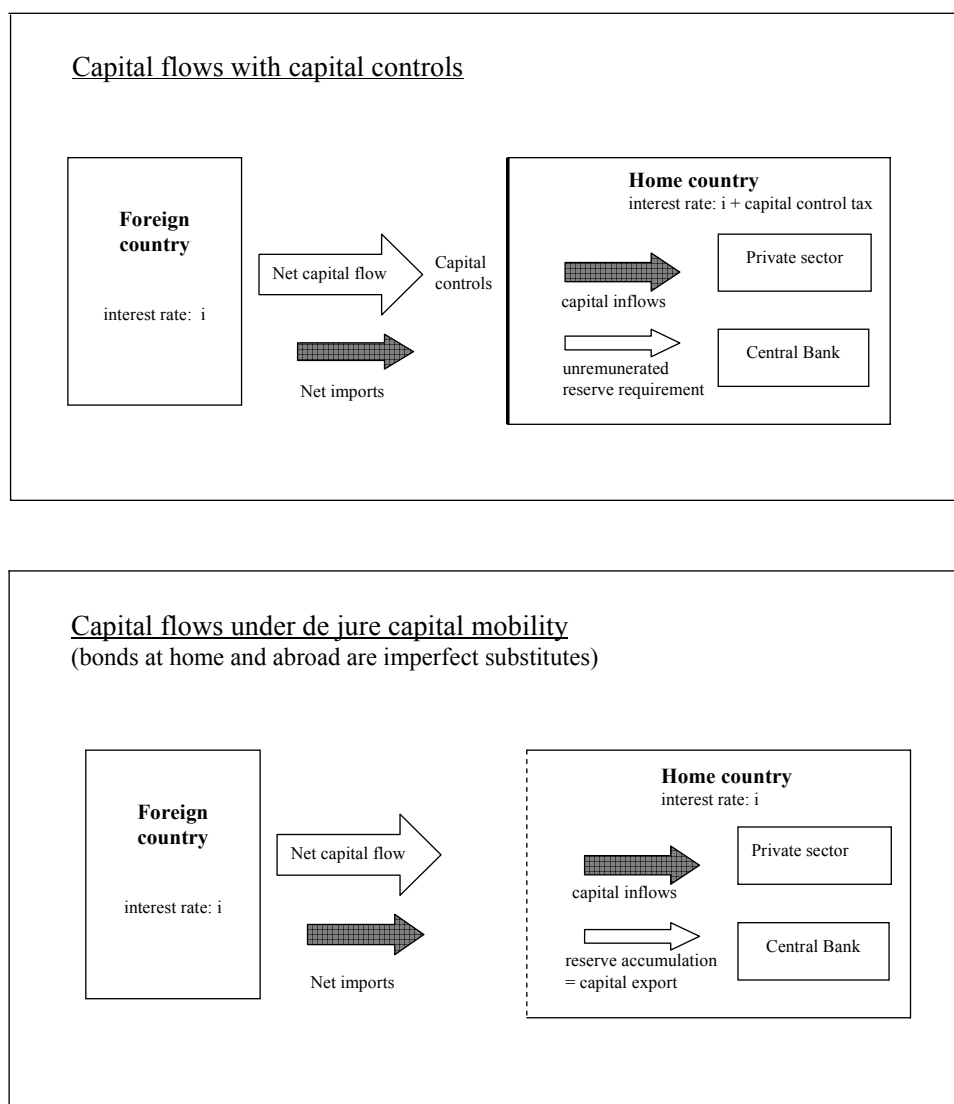 Capital flows with capital controls
Foreign
country
interest rate:  i
Net capital flow
Net imports
Capital
controls
Home country
interest rate: i + capital control tax
capital inflows
Private sector
unremunerated
reserve requirement
Central Bank
Capital flows under de jure capital mobility
(bonds at home and abroad are imperfect substitutes)
Foreign
country
interest rate: i
Net capital flow
Net imports
Home country
interest rate: i
capital inflows
Private sector
reserve accumulation
= capital export
Central Bank